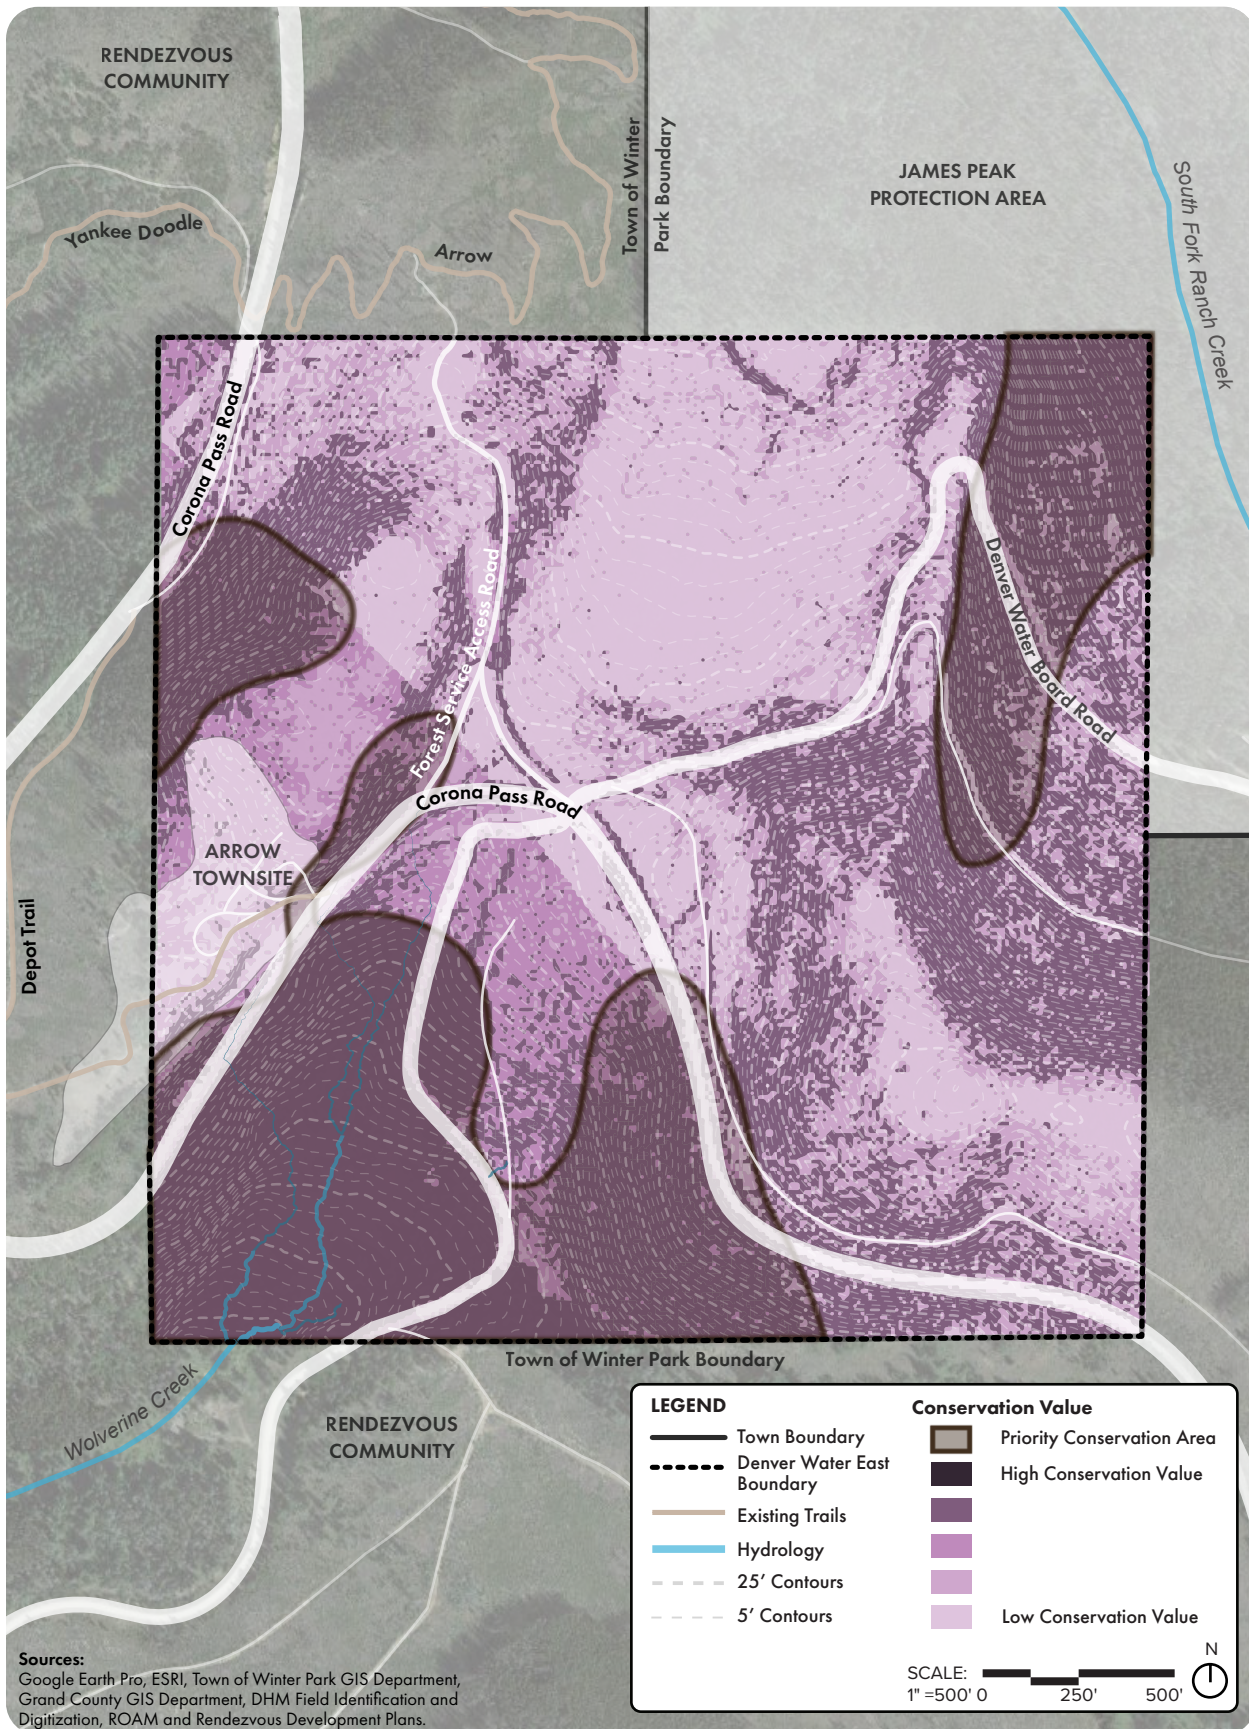 RENDEZVOUS
COMMUNITY
Town of Winter
Park Boundary
JAMES PEAK
PROTECTION AREA
South Fork Ranch Creek
Yankee Doodle
Arrow
Corona Pass Road
Forest Service Access Road
Denver Water Board Road
Corona Pass Road
ARROW
TOWNSITE
Depot Trail
Town of Winter Park Boundary
Wolverine Creek
RENDEZVOUS
COMMUNITY
LEGEND
Town Boundary
Denver Water East
Boundary
Existing Trails
Hydrology
25' Contours
5' Contours
Conservation Value
Priority Conservation Area
High Conservation Value
Low Conservation Value
N
SCALE:
1" =500' 0 250' 500'
Sources:
Google Earth Pro, ESRI, Town of Winter Park GIS Department,
Grand County GIS Department, DHM Field Identification and
Digitization, ROAM and Rendezvous Development Plans.